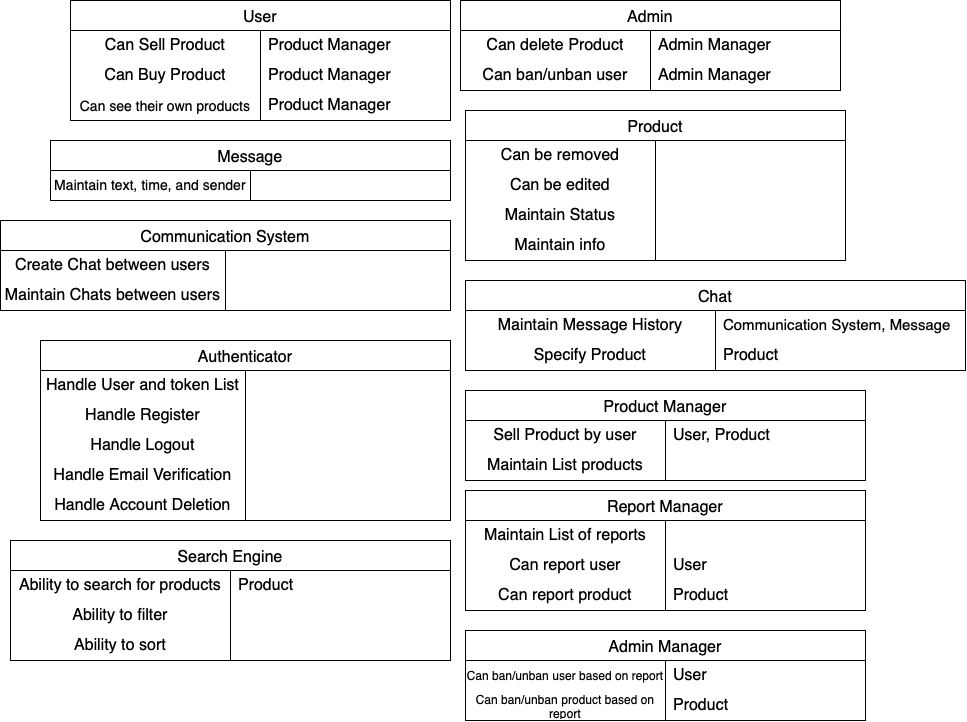 User
Can Sell Product Product Manager
Can Buy Product Product Manager
Can see their own products Product Manager
Message
Maintain text, time, and sender
Communication System
Create Chat between users
Maintain Chats between users
Authenticator
Handle User and token List
Handle Register
Handle Logout
Handle Email Verification
Handle Account Deletion
Search Engine
Ability to search for products Product
Ability to filter
Ability to sort
Admin
Can delete Product Admin Manager
Can ban/unban user Admin Manager
Product
Can be removed
Can be edited
Maintain Status
Maintain info
Chat
Maintain Message History Communication System, Message
Specify Product Product
Product Manager
Sell Product by user User, Product
Maintain List products
Report Manager
Maintain List of reports
Can report user User
Can report product Product
Admin Manager
Can ban/unban user based on report User
Can ban/unban product based on
report Product